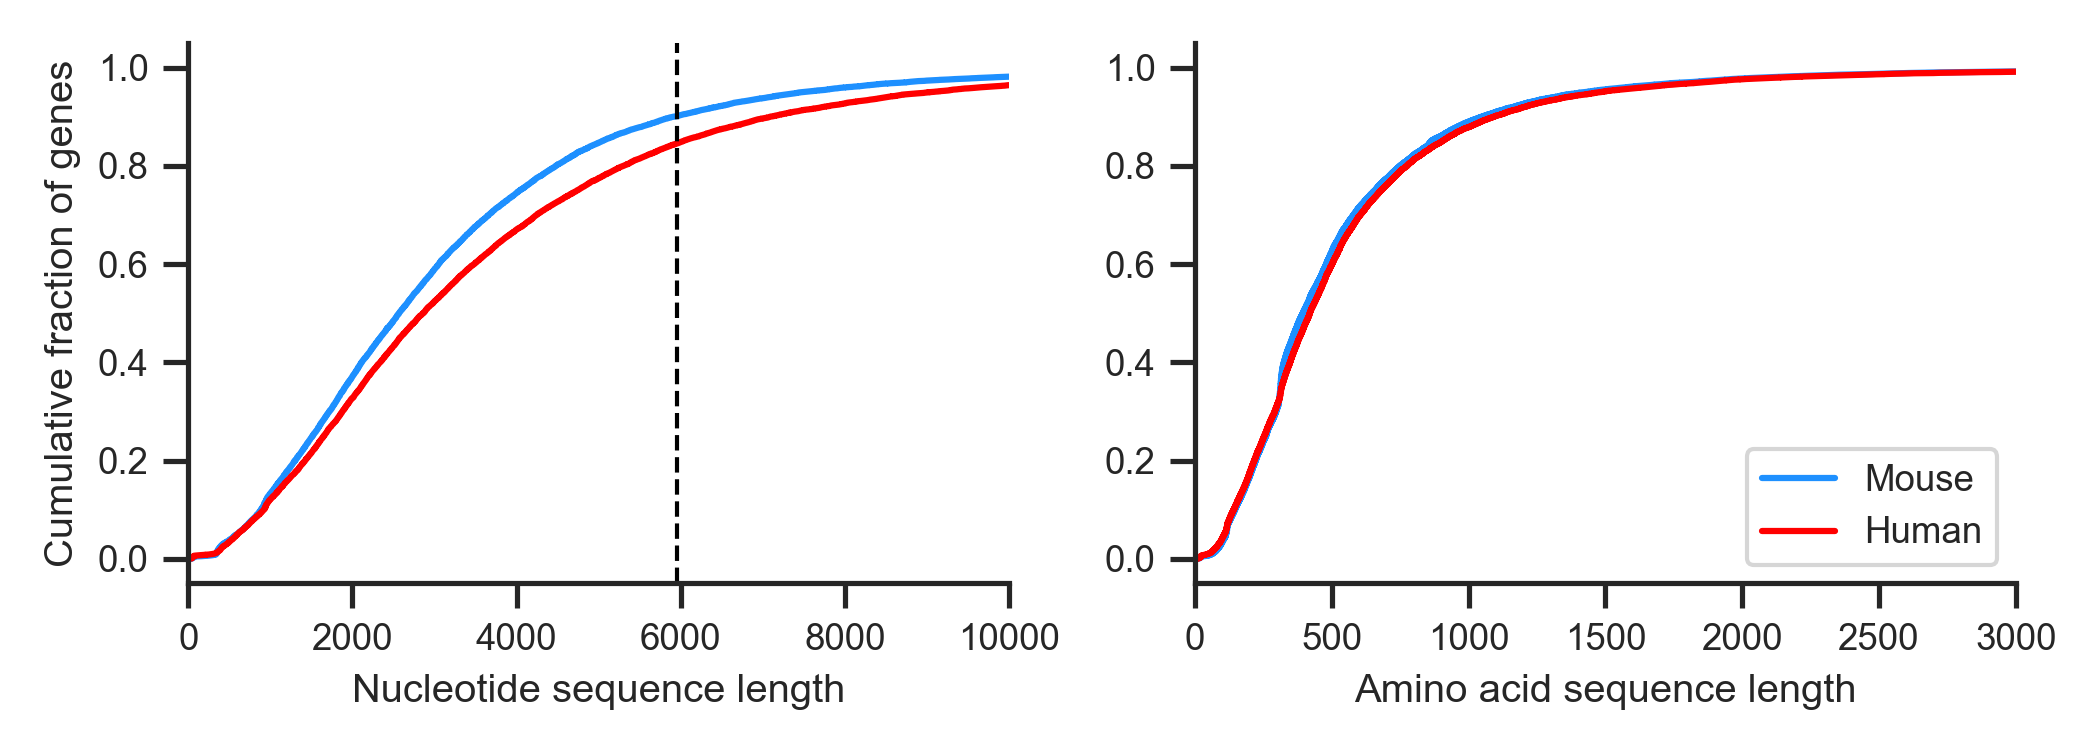 Cumulative fraction of genes
1.0
0.8
0.6
0.4
0.2
0.0
0 2000 4000 6000 8000 10000
Nucleotide sequence length
1.0
0.8
0.6
0.4
0.2
0.0
Mouse
Human
0 500 1000 1500 2000 2500 3000
Amino acid sequence length